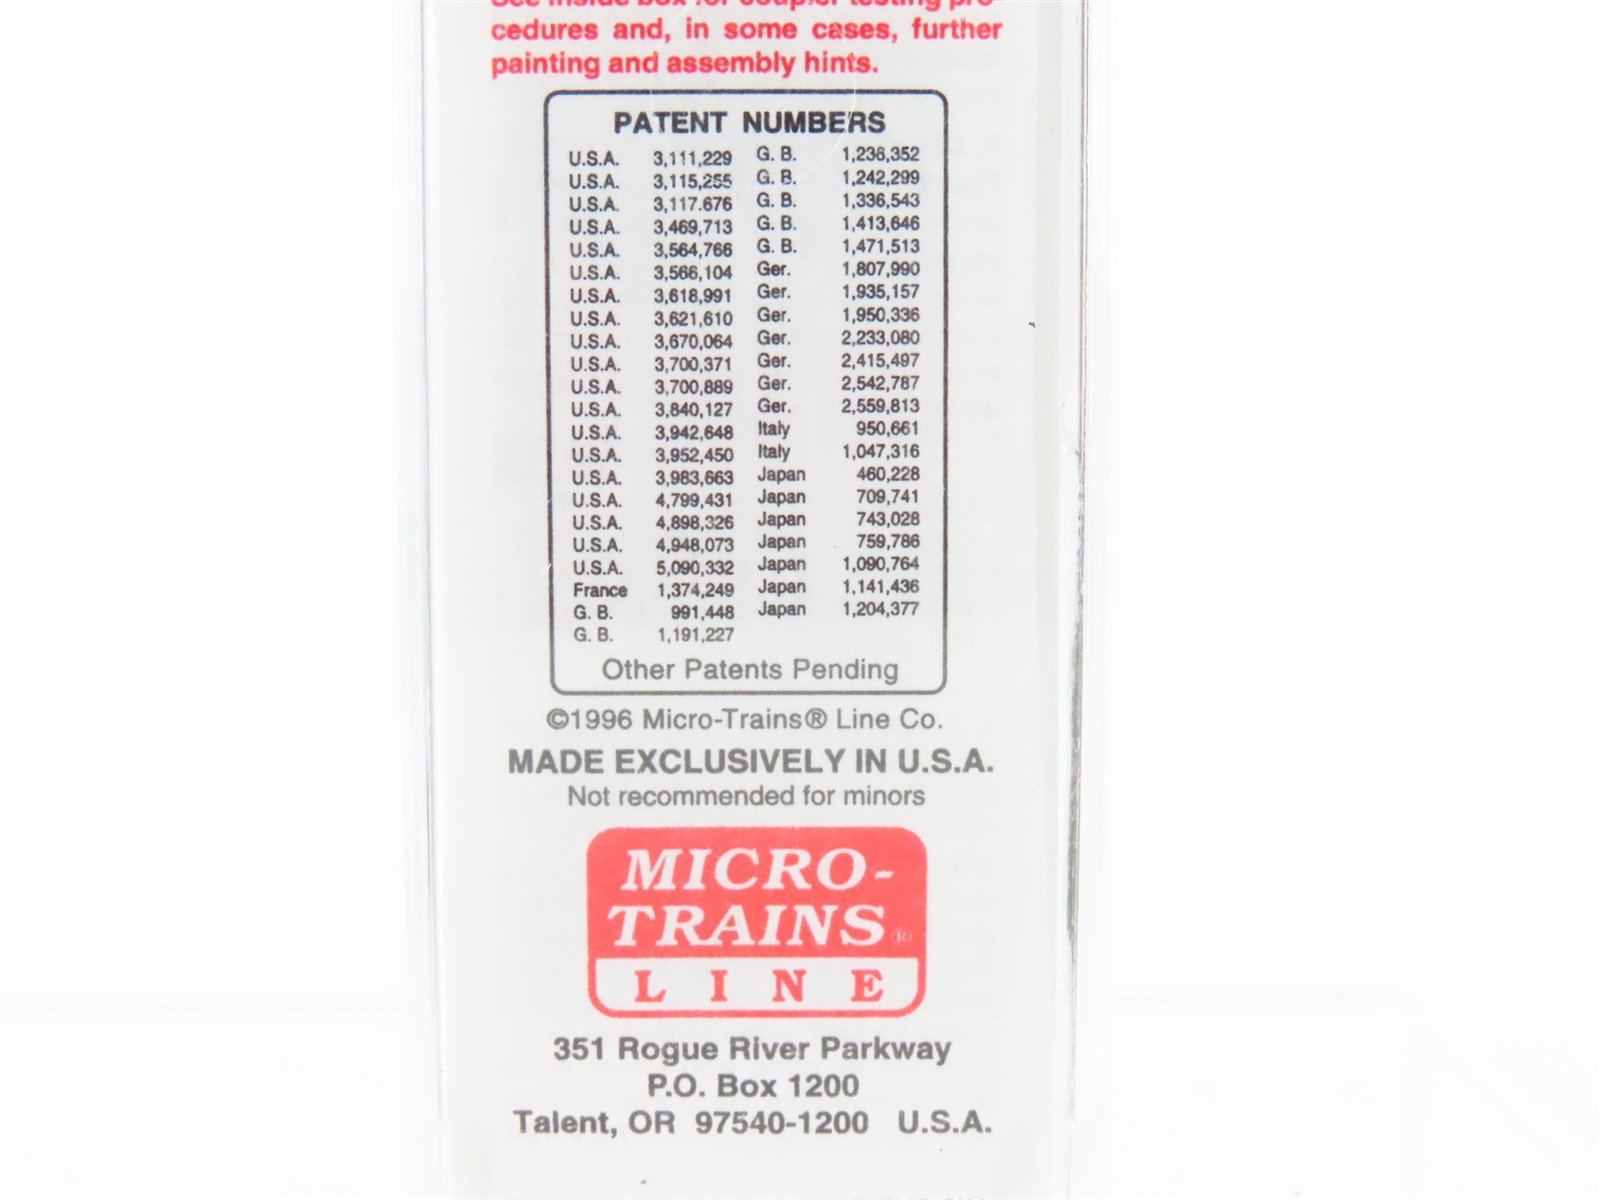 See inside box for coupler testing pro-
cedures and, in some cases, further
painting and assembly hints.
PATENT NUMBERS
U.S.A. 3,111,229 G. B. 1,236,352
U.S.A. 3,115,255 G. B. 1,242,299
U.S.A. 3,117.676 G. B. 1,336,543
U.S.A. 3,469,713 G. B. 1,413,646
U.S.A. 3,564,766 G. B. 1,471,513
U.S.A. 3,566,104 Ger. 1,807,990
U.S.A. 3,618,991 Ger. 1,935,157
U.S.A. 3,621,610 Ger. 1,950,336
U.S.A. 3,670,064 Ger. 2,233,080
U.S.A. 3,700,371 Ger. 2,415,497
U.S.A. 3,700,889 Ger. 2,542,787
U.S.A. 3,840,127 Ger. 2,559,813
U.S.A. 3,942,648 Italy 950,661
U.S.A. 3,952,450 Italy 1,047,316
U.S.A. 3,983,663 Japan 460,228
U.S.A. 4,799,431 Japan 709,741
U.S.A. 4,898,326 Japan 743,028
U.S.A. 4,948,073 Japan 759,786
U.S.A. 5,090,332 Japan 1,090,764
France 1,374,249 Japan 1,141,436
G. B. 991,448 Japan 1,204,377
G. B. 1,191,227
Other Patents Pending
©1996 Micro-Trains® Line Co.
MADE EXCLUSIVELY IN U.S.A.
Not recommended for minors
MICRO-
TRAINS®
LINE
351 Rogue River Parkway
P.O. Box 1200
Talent, OR 97540-1200 U.S.A.